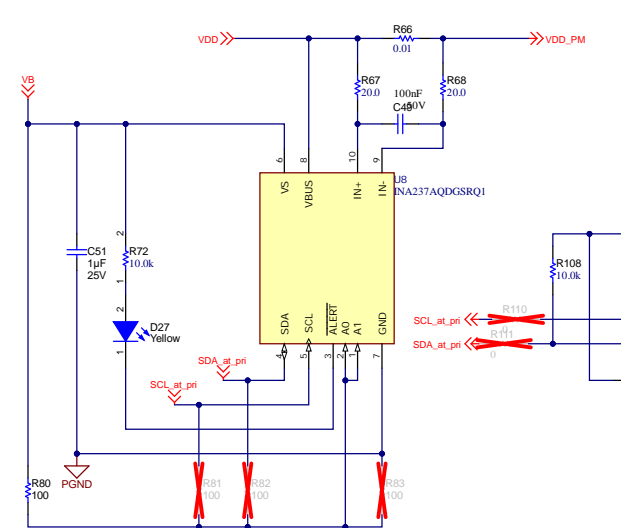 R66
VDD
0.01
VDD_PM
VB
R67
20.0
R68
20.0
100nF
50V
C49
6
8
10
9
U8
INA237AQDGSRQ1
VS
VBUS
IN+
IN-
2
C51
1µF
25V
R72
10.0k
1
R108
10.0k
2
D27
Yellow
1
SDA
SCL
ALERT
A0
A1
GND
4
5
3
2
1
7
R110
0
SCL_at_pri
R111
0
SDA_at_pri
SDA_at_pri
SCL_at_pri
PGND
R80
100
R81
100
R82
100
R83
100